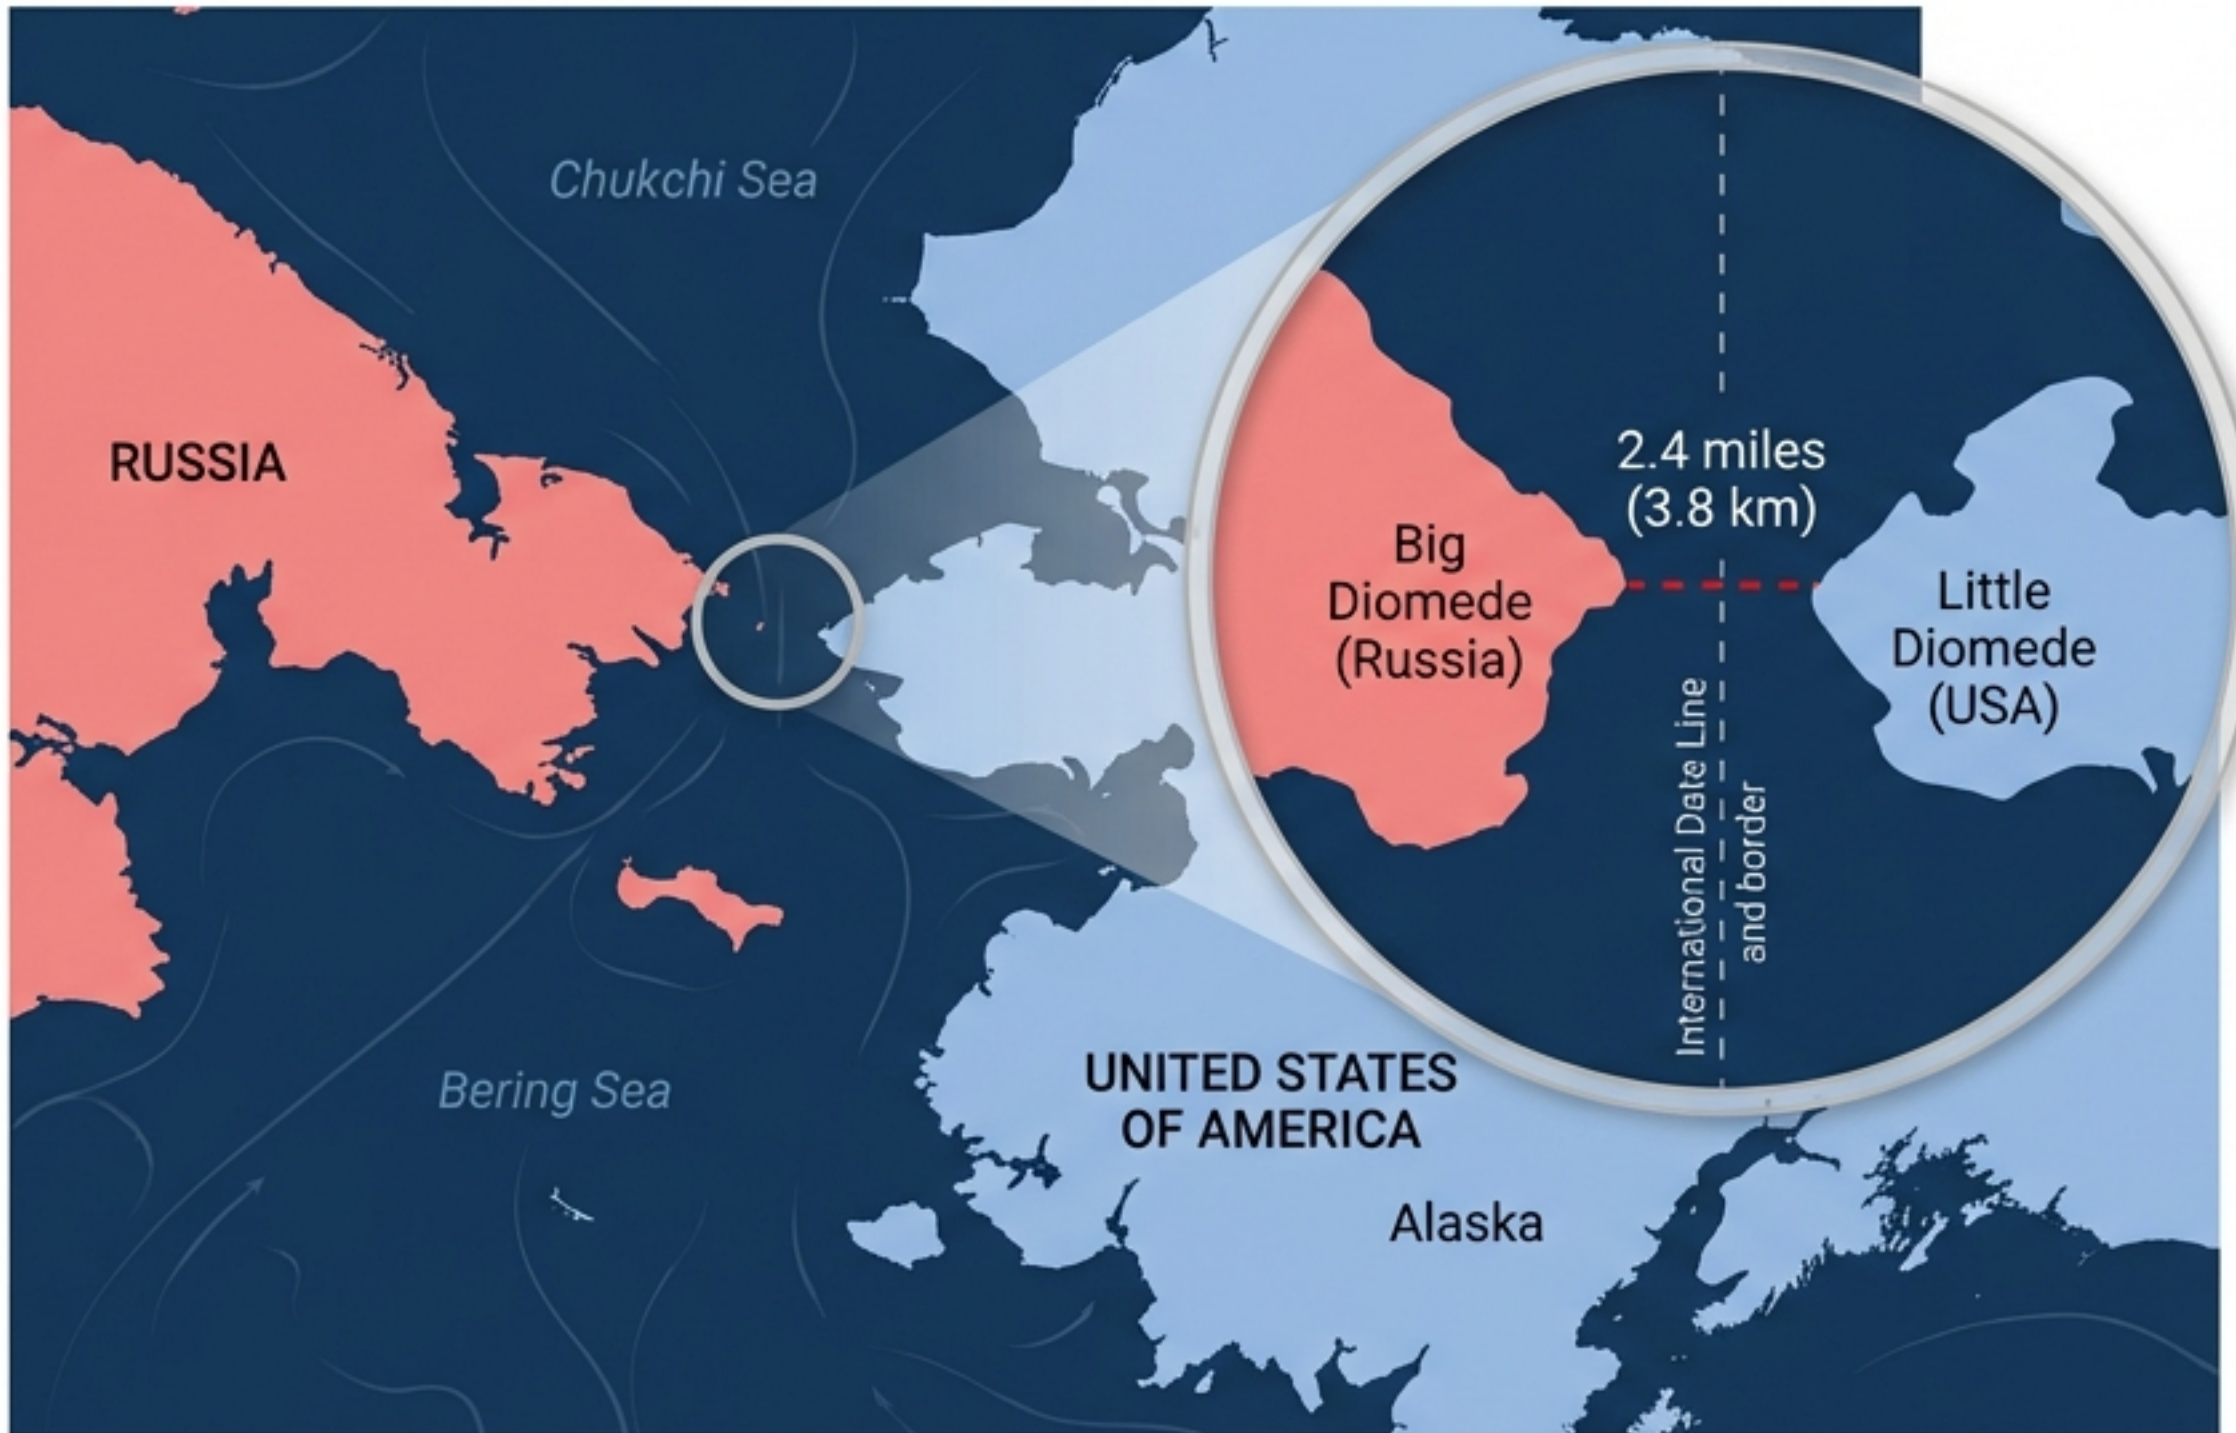 Chukchi Sea
RUSSIA
2.4 miles
(3.8 km)
Big
Diomede
(Russia)
Little
Diomede
(USA)
International Date Line
and border
Bering Sea
UNITED STATES
OF AMERICA
Alaska